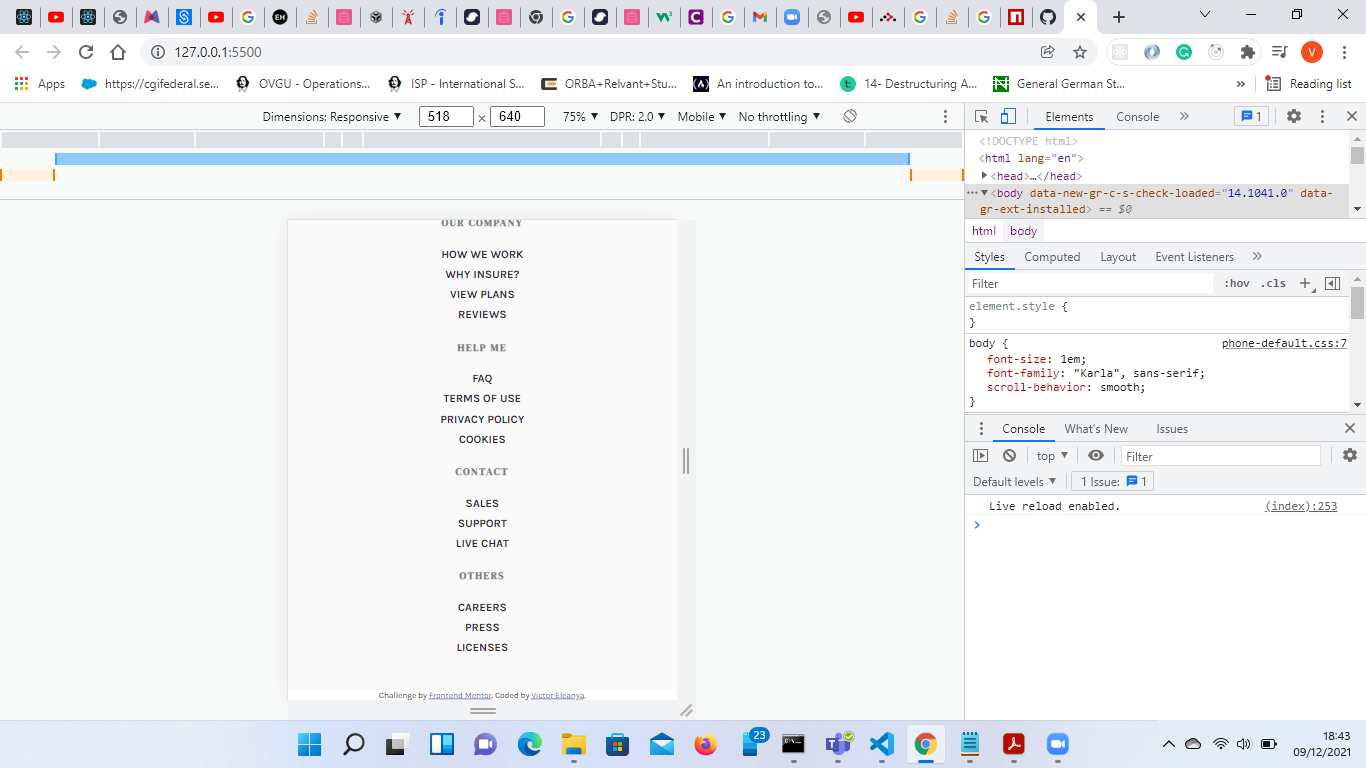 EH
127.0.0.1:5500
V
Apps
https://cgifederal.se...
OVGU - Operations...
ISP - International S...
ORBA+Relvant+Stu...
An introduction to...
14- Destructuring A...
General German St...
»
Reading list
Dimensions: Responsive
518 × 640
75%
DPR: 2.0
Mobile
No throttling
Elements
Console
»
1
<!DOCTYPE html>
<html lang="en">
<head>…</head>
<body data-new-gr-c-s-check-loaded="14.1041.0" data-
gr-ext-installed> == $0
html
body
Styles
Computed
Layout
Event Listeners
»
Filter
:hov
.cls
element.style {
}
body {
phone-default.css:7
font-size: 1em;
font-family: "Karla", sans-serif;
scroll-behavior: smooth;
}
Console
What's New
Issues
top
Filter
Default levels
1 Issue:
1
Live reload enabled.
(index):253
OUR COMPANY
HOW WE WORK
WHY INSURE?
VIEW PLANS
REVIEWS
HELP ME
FAQ
TERMS OF USE
PRIVACY POLICY
COOKIES
CONTACT
SALES
SUPPORT
LIVE CHAT
OTHERS
CAREERS
PRESS
LICENSES
Challenge by Frontend Mentor. Coded by Victor Eleanya.
23
18:43
09/12/2021